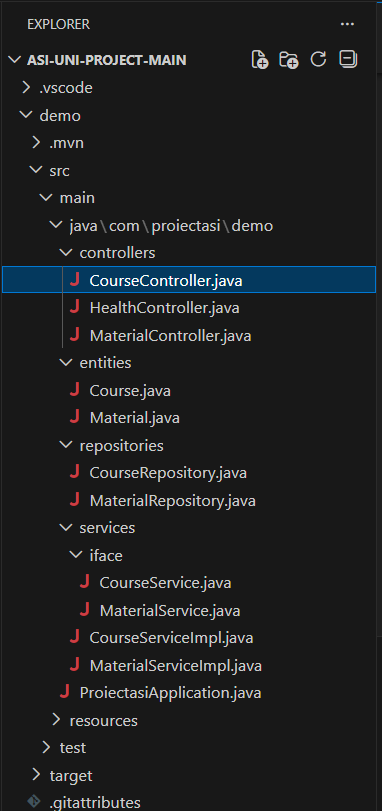 EXPLORER ...
ASI-UNI-PROJECT-MAIN
.vscode
demo
.mvn
src
main
java\com\proiectasi\demo
controllers
CourseController.java
HealthController.java
MaterialController.java
entities
Course.java
Material.java
repositories
CourseRepository.java
MaterialRepository.java
services
iface
CourseService.java
MaterialService.java
CourseServiceImpl.java
MaterialServiceImpl.java
ProiectasiApplication.java
resources
test
target
.gitattributes